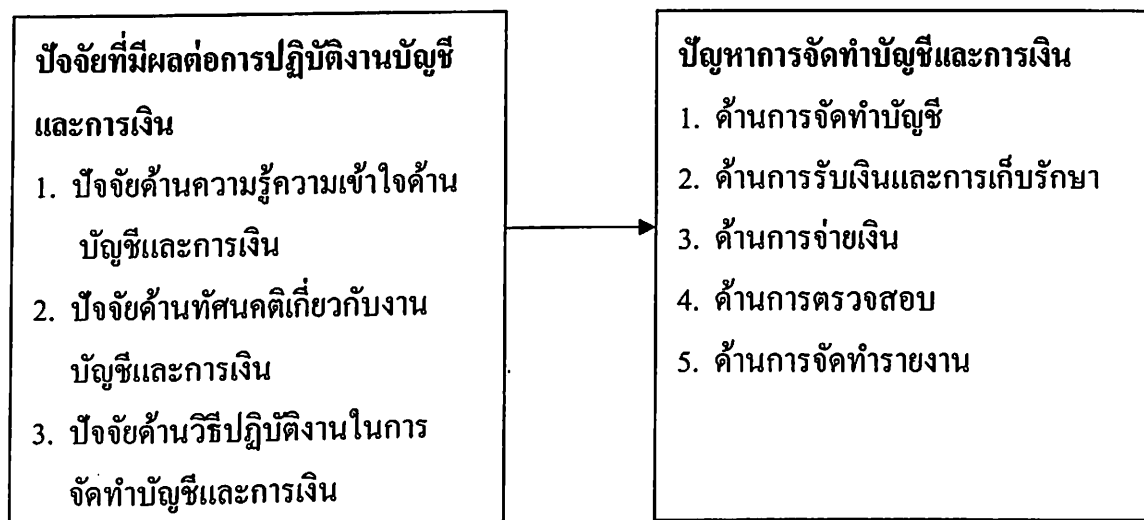 ปัจจัยที่มีผลต่อการปฏิบัติงานบัญชี
และการเงิน
1. ปัจจัยด้านความรู้ความเข้าใจด้าน
บัญชีและการเงิน
2. ปัจจัยด้านทัศนคติเกี่ยวกับงาน
บัญชีและการเงิน
3. ปัจจัยด้านวิธีปฏิบัติงานในการ
จัดทำบัญชีและการเงิน
ปัญหาการจัดทำบัญชีและการเงิน
1. ด้านการจัดทำบัญชี
2. ด้านการรับเงินและการเก็บรักษา
3. ด้านการจ่ายเงิน
4. ด้านการตรวจสอบ
5. ด้านการจัดทำรายงาน